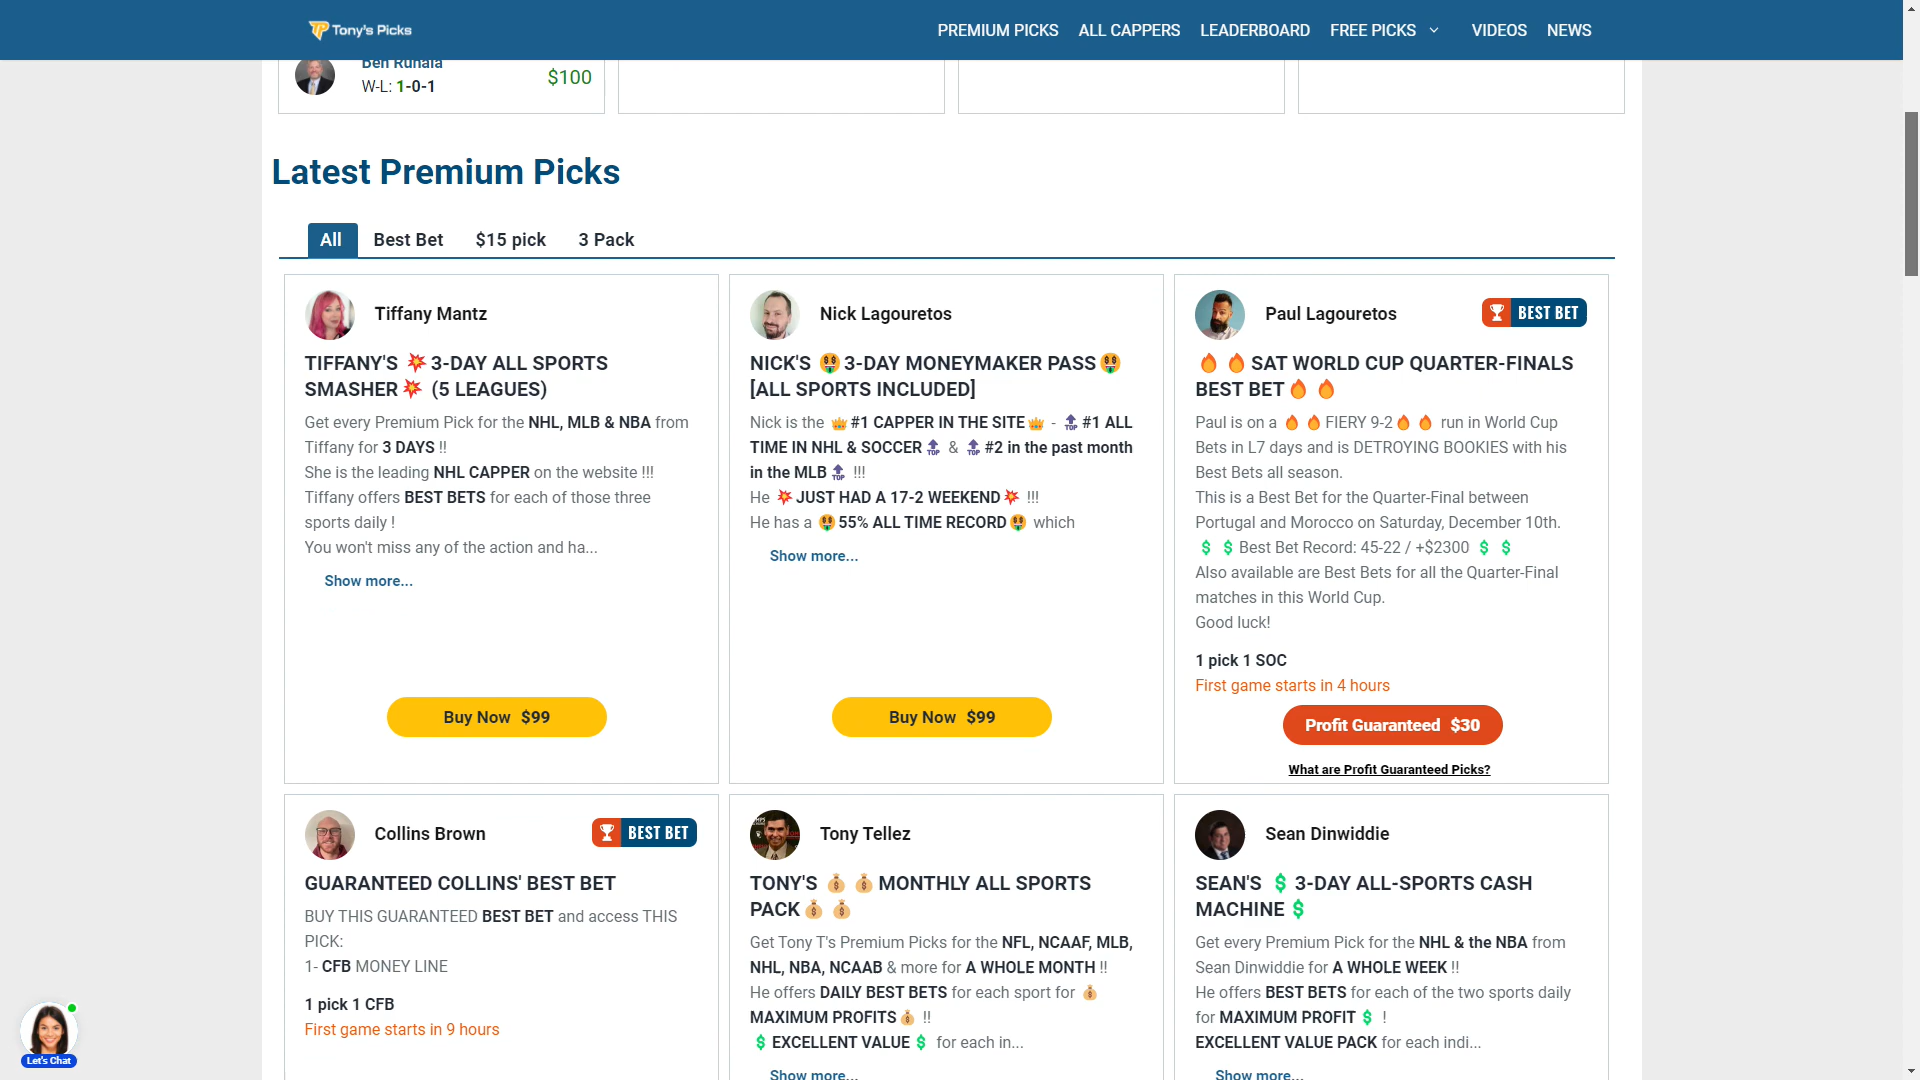 Tony's Picks
PREMIUM PICKS
ALL CAPPERS
LEADERBOARD
FREE PICKS
VIDEOS
NEWS
Ben Ruhala
W-L: 1-0-1
$100
Latest Premium Picks
All
Best Bet
$15 pick
3 Pack
Tiffany Mantz
TIFFANY'S 💥3-DAY ALL SPORTS
SMASHER💥 (5 LEAGUES)
Get every Premium Pick for the NHL, MLB & NBA from
Tiffany for 3 DAYS !!
She is the leading NHL CAPPER on the website !!!
Tiffany offers BEST BETS for each of those three
sports daily !
You won't miss any of the action and ha...
Show more...
Buy Now $99
Nick Lagouretos
NICK'S 🤑3-DAY MONEYMAKER PASS🤑
[ALL SPORTS INCLUDED]
Nick is the 👑#1 CAPPER IN THE SITE👑 - 🔝#1 ALL
TIME IN NHL & SOCCER🔝 & 🔝#2 in the past month
in the MLB🔝 !!!
He 💥JUST HAD A 17-2 WEEKEND💥 !!!
He has a 🤑55% ALL TIME RECORD🤑 which
Show more...
Buy Now $99
Paul Lagouretos
BEST BET
🔥🔥SAT WORLD CUP QUARTER-FINALS
BEST BET🔥🔥
Paul is on a 🔥🔥FIERY 9-2🔥🔥 run in World Cup
Bets in L7 days and is DETROYING BOOKIES with his
Best Bets all season.
This is a Best Bet for the Quarter-Final between
Portugal and Morocco on Saturday, December 10th.
💲💲Best Bet Record: 45-22 / +$2300 💲💲
Also available are Best Bets for all the Quarter-Final
matches in this World Cup.
Good luck!
1 pick 1 SOC
First game starts in 4 hours
Profit Guaranteed $30
What are Profit Guaranteed Picks?
Collins Brown
BEST BET
GUARANTEED COLLINS' BEST BET
BUY THIS GUARANTEED BEST BET and access THIS
PICK:
1- CFB MONEY LINE
1 pick 1 CFB
First game starts in 9 hours
Tony Tellez
TONY'S 💰💰MONTHLY ALL SPORTS
PACK💰💰
Get Tony T's Premium Picks for the NFL, NCAAF, MLB,
NHL, NBA, NCAAB & more for A WHOLE MONTH !!
He offers DAILY BEST BETS for each sport for 💰
MAXIMUM PROFITS💰 !!
💲EXCELLENT VALUE💲 for each in...
Show more...
Sean Dinwiddie
SEAN'S 💲3-DAY ALL-SPORTS CASH
MACHINE💲
Get every Premium Pick for the NHL & the NBA from
Sean Dinwiddie for A WHOLE WEEK !!
He offers BEST BETS for each of the two sports daily
for MAXIMUM PROFIT💲 !
EXCELLENT VALUE PACK for each indi...
Show more...
Let's Chat